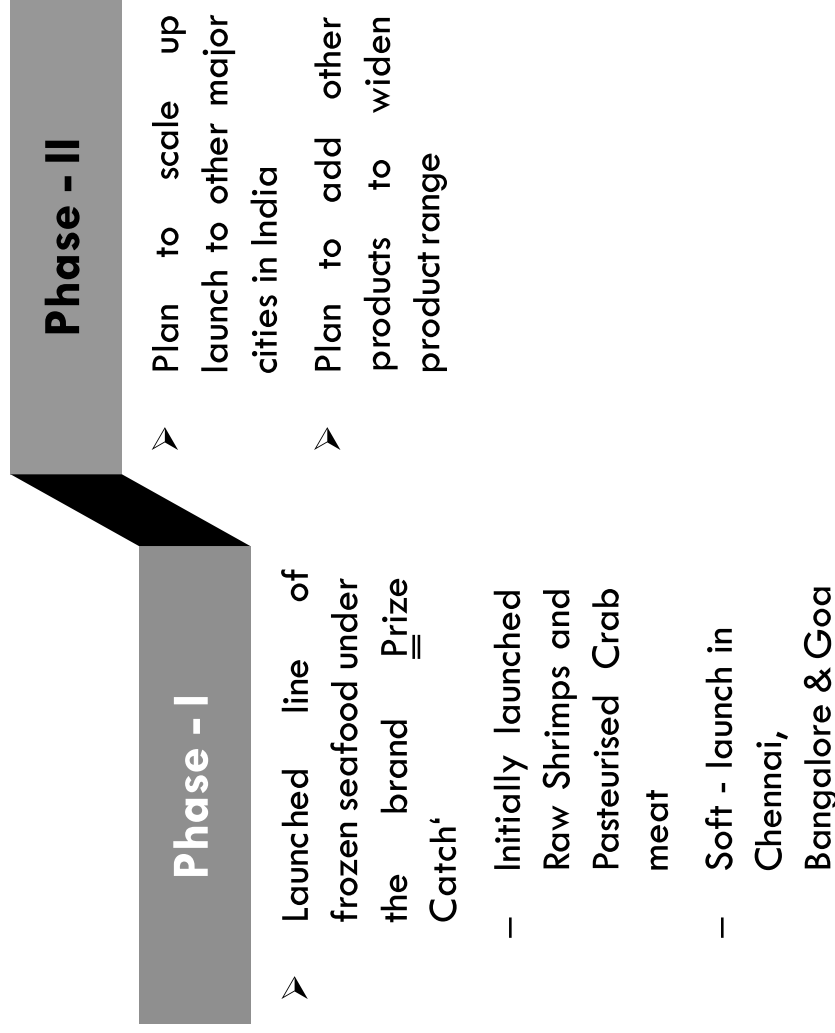 Phase - I
➢ Launched line of
frozen seafood under
the brand Prize
Catch‘
– Initially launched
Raw Shrimps and
Pasteurised Crab
meat
– Soft - launch in
Chennai,
Bangalore & Goa
Phase - II
➢ Plan to scale up
launch to other major
cities in India
➢ Plan to add other
products to widen
product range